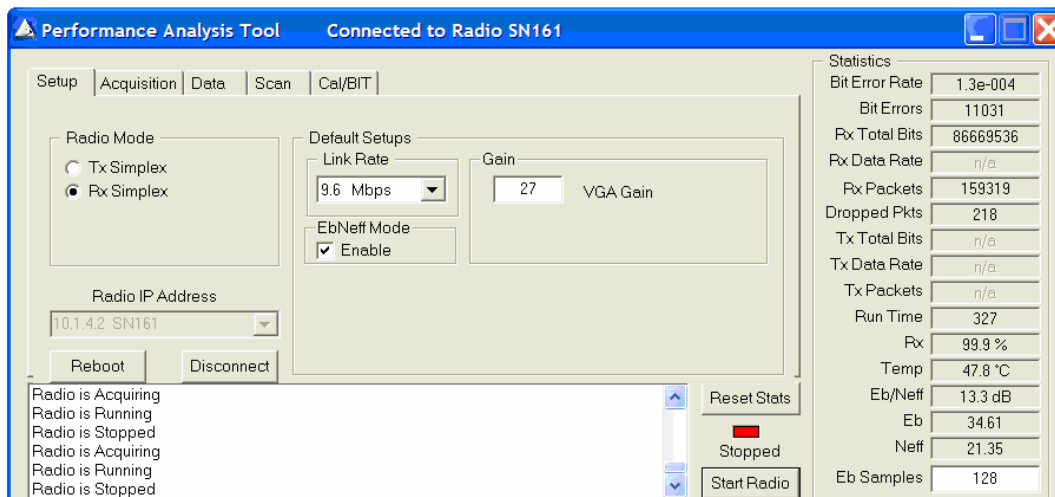 Performance Analysis Tool Connected to Radio SN161
Setup Acquisition Data Scan Cal/BIT
Radio Mode
Tx Simplex
Rx Simplex
Default Setups
Link Rate
9.6 Mbps
EbNeff Mode
Enable
Gain
27 VGA Gain
Radio IP Address
10.1.4.2 SN161
Reboot Disconnect
Radio is Acquiring
Radio is Running
Radio is Stopped
Radio is Acquiring
Radio is Running
Radio is Stopped
Reset Stats
Stopped
Start Radio
Statistics
Bit Error Rate 1.3e-004
Bit Errors 11031
Rx Total Bits 86669536
Rx Data Rate n/a
Rx Packets 159319
Dropped Pkts 218
Tx Total Bits n/a
Tx Data Rate n/a
Tx Packets n/a
Run Time 327
Rx 99.9 %
Temp 47.8 °C
Eb/Neff 13.3 dB
Eb 34.61
Neff 21.35
Eb Samples 128